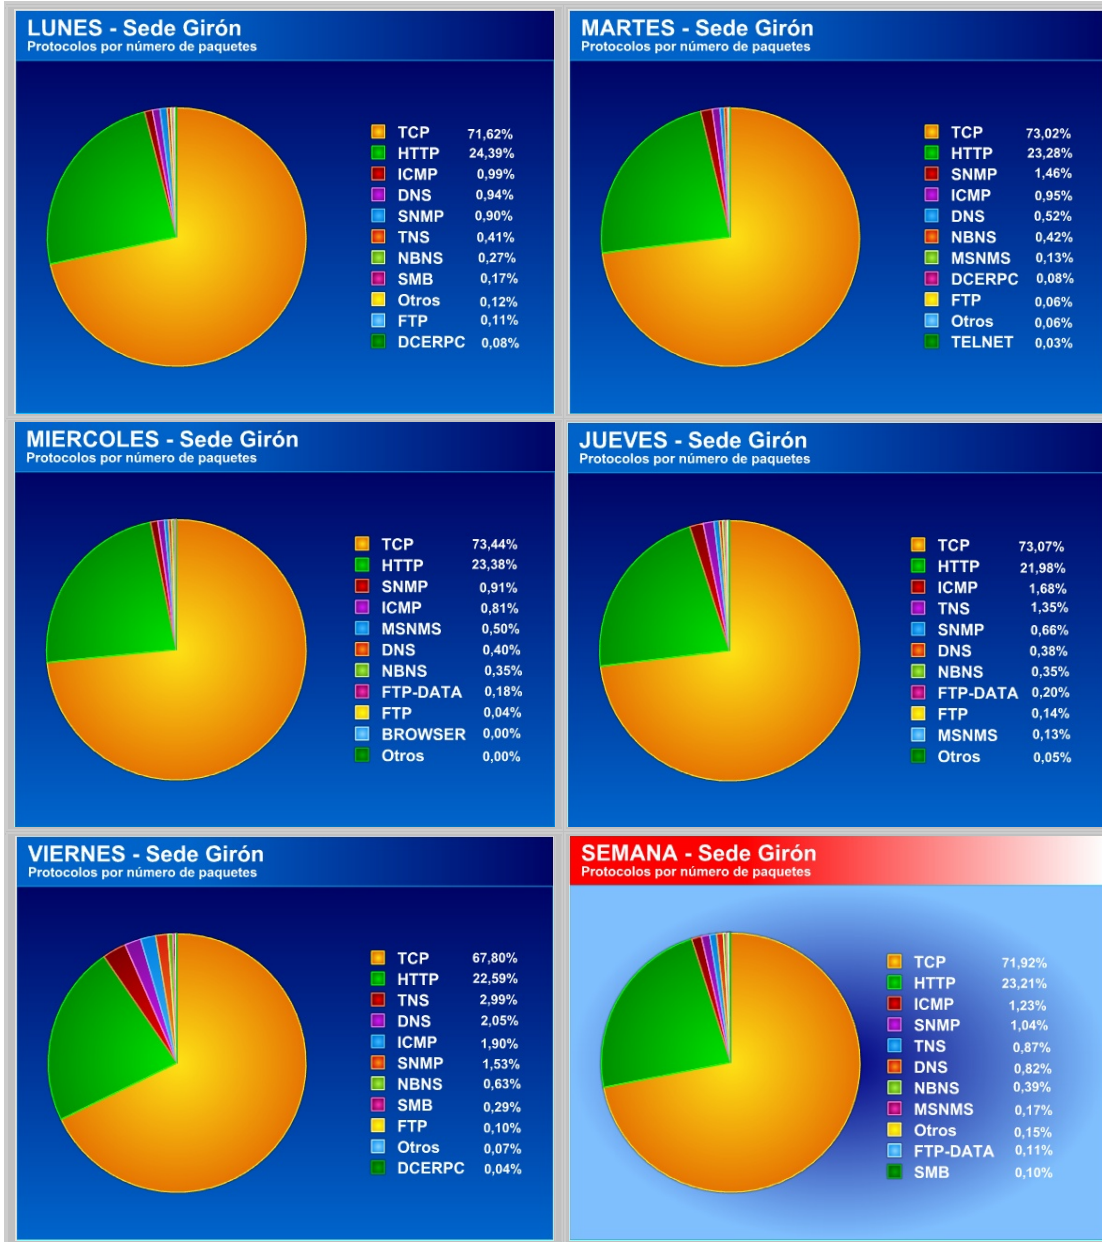 LUNES - Sede Girón
Protocolos por número de paquetes
TCP 71,62%
HTTP 24,39%
ICMP 0,99%
DNS 0,94%
SNMP 0,90%
TNS 0,41%
NBNS 0,27%
SMB 0,17%
Otros 0,12%
FTP 0,11%
DCERPC 0,08%
MARTES - Sede Girón
Protocolos por número de paquetes
TCP 73,02%
HTTP 23,28%
SNMP 1,46%
ICMP 0,95%
DNS 0,52%
NBNS 0,42%
MSNMS 0,13%
DCERPC 0,08%
FTP 0,06%
Otros 0,06%
TELNET 0,03%
MIERCOLES - Sede Girón
Protocolos por número de paquetes
TCP 73,44%
HTTP 23,38%
SNMP 0,91%
ICMP 0,81%
MSNMS 0,50%
DNS 0,40%
NBNS 0,35%
FTP-DATA 0,18%
FTP 0,04%
BROWSER 0,00%
Otros 0,00%
JUEVES - Sede Girón
Protocolos por número de paquetes
TCP 73,07%
HTTP 21,98%
ICMP 1,68%
TNS 1,35%
SNMP 0,66%
DNS 0,38%
NBNS 0,35%
FTP-DATA 0,20%
FTP 0,14%
MSNMS 0,13%
Otros 0,05%
VIERNES - Sede Girón
Protocolos por número de paquetes
TCP 67,80%
HTTP 22,59%
TNS 2,99%
DNS 2,05%
ICMP 1,90%
SNMP 1,53%
NBNS 0,63%
SMB 0,29%
FTP 0,10%
Otros 0,07%
DCERPC 0,04%
SEMANA - Sede Girón
Protocolos por número de paquetes
TCP 71,92%
HTTP 23,21%
ICMP 1,23%
SNMP 1,04%
TNS 0,87%
DNS 0,82%
NBNS 0,39%
MSNMS 0,17%
Otros 0,15%
FTP-DATA 0,11%
SMB 0,10%